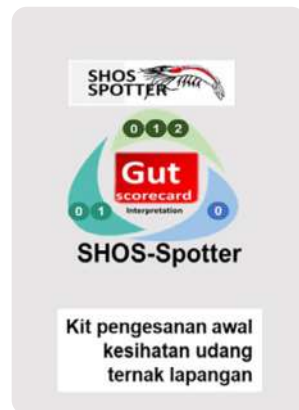 SHOS
SPOTTER
0 1 2
Gut
scorecard
0 1
Interpretation
0
SHOS-Spotter
Kit pengesanan awal
kesihatan udang
ternak lapangan